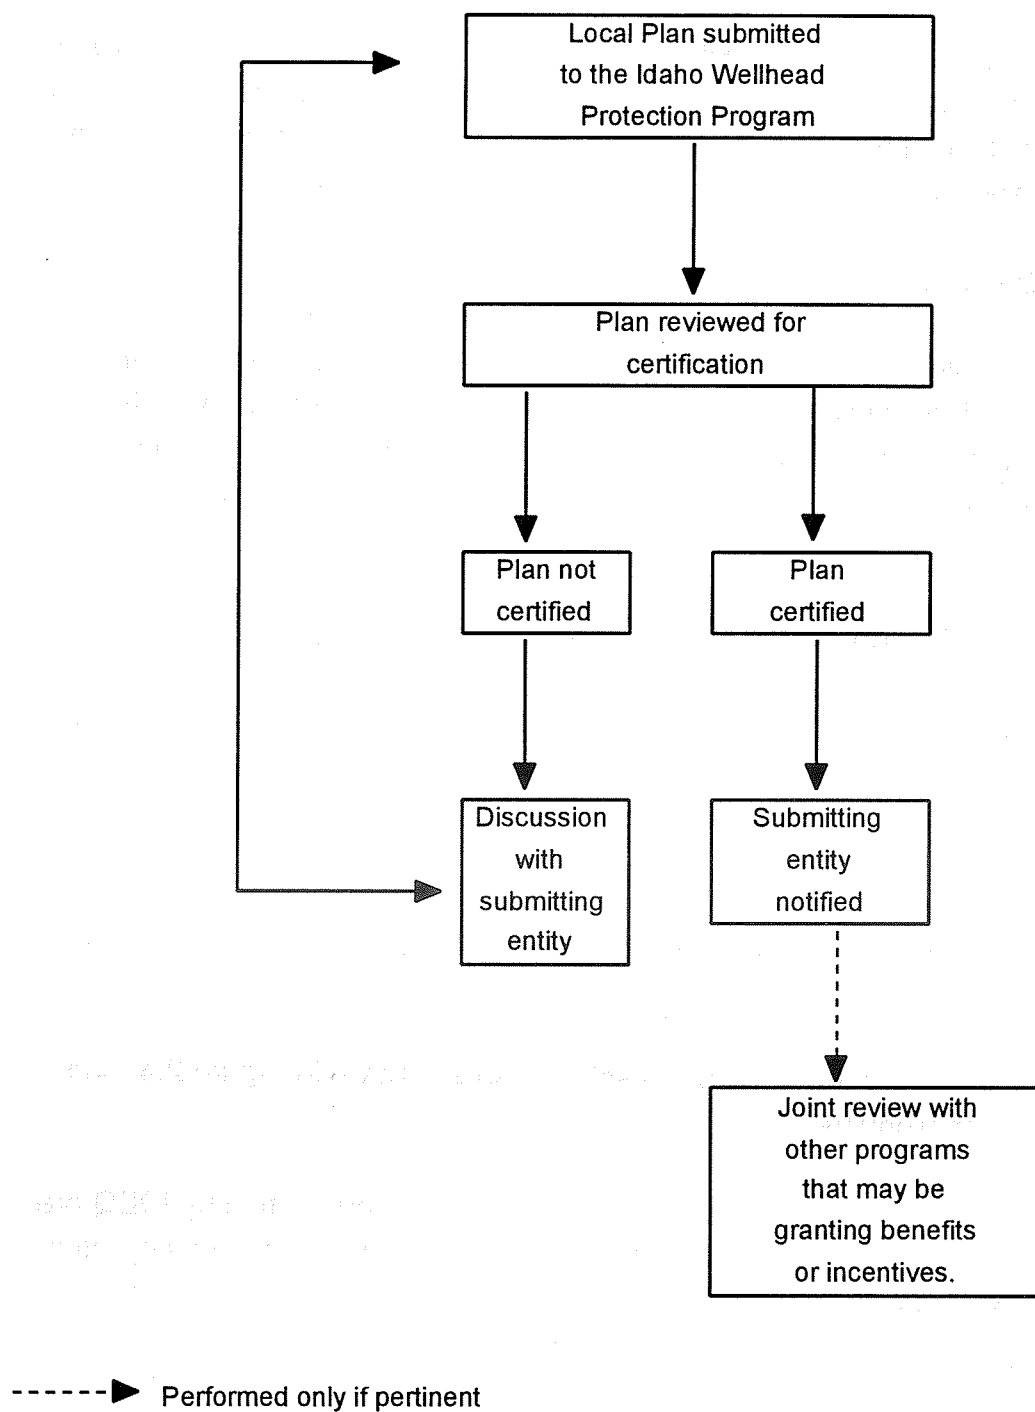 Local Plan submitted
to the Idaho Wellhead
Protection Program
Plan reviewed for
certification
Plan not
certified
Plan
certified
Discussion
with
submitting
entity
Submitting
entity
notified
Joint review with
other programs
that may be
granting benefits
or incentives.
Performed only if pertinent